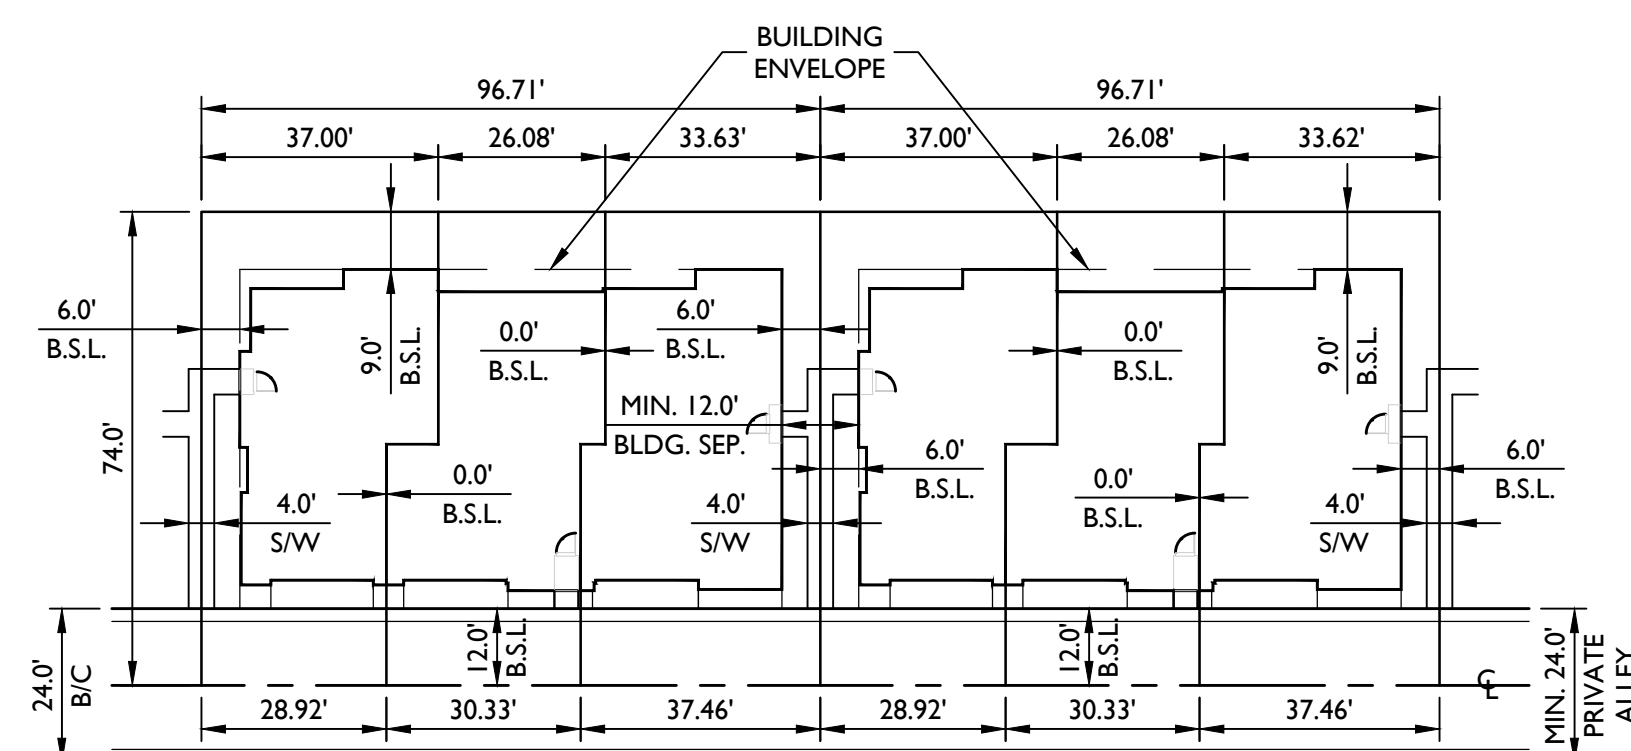 BUILDING
ENVELOPE
96.71'
96.71'
37.00'
26.08'
33.63'
37.00'
26.08'
33.62'
6.0'
B.S.L.
9.0'
B.S.L.
0.0'
B.S.L.
6.0'
B.S.L.
0.0'
B.S.L.
9.0'
B.S.L.
74.0'
MIN. 12.0'
BLDG. SEP.
0.0'
B.S.L.
6.0'
B.S.L.
0.0'
B.S.L.
6.0'
B.S.L.
4.0'
S/W
4.0'
S/W
4.0'
S/W
24.0'
B/C
12.0'
B.S.L.
12.0'
B.S.L.
CL
MIN. 24.0'
PRIVATE
ALLEY
28.92'
30.33'
37.46'
28.92'
30.33'
37.46'